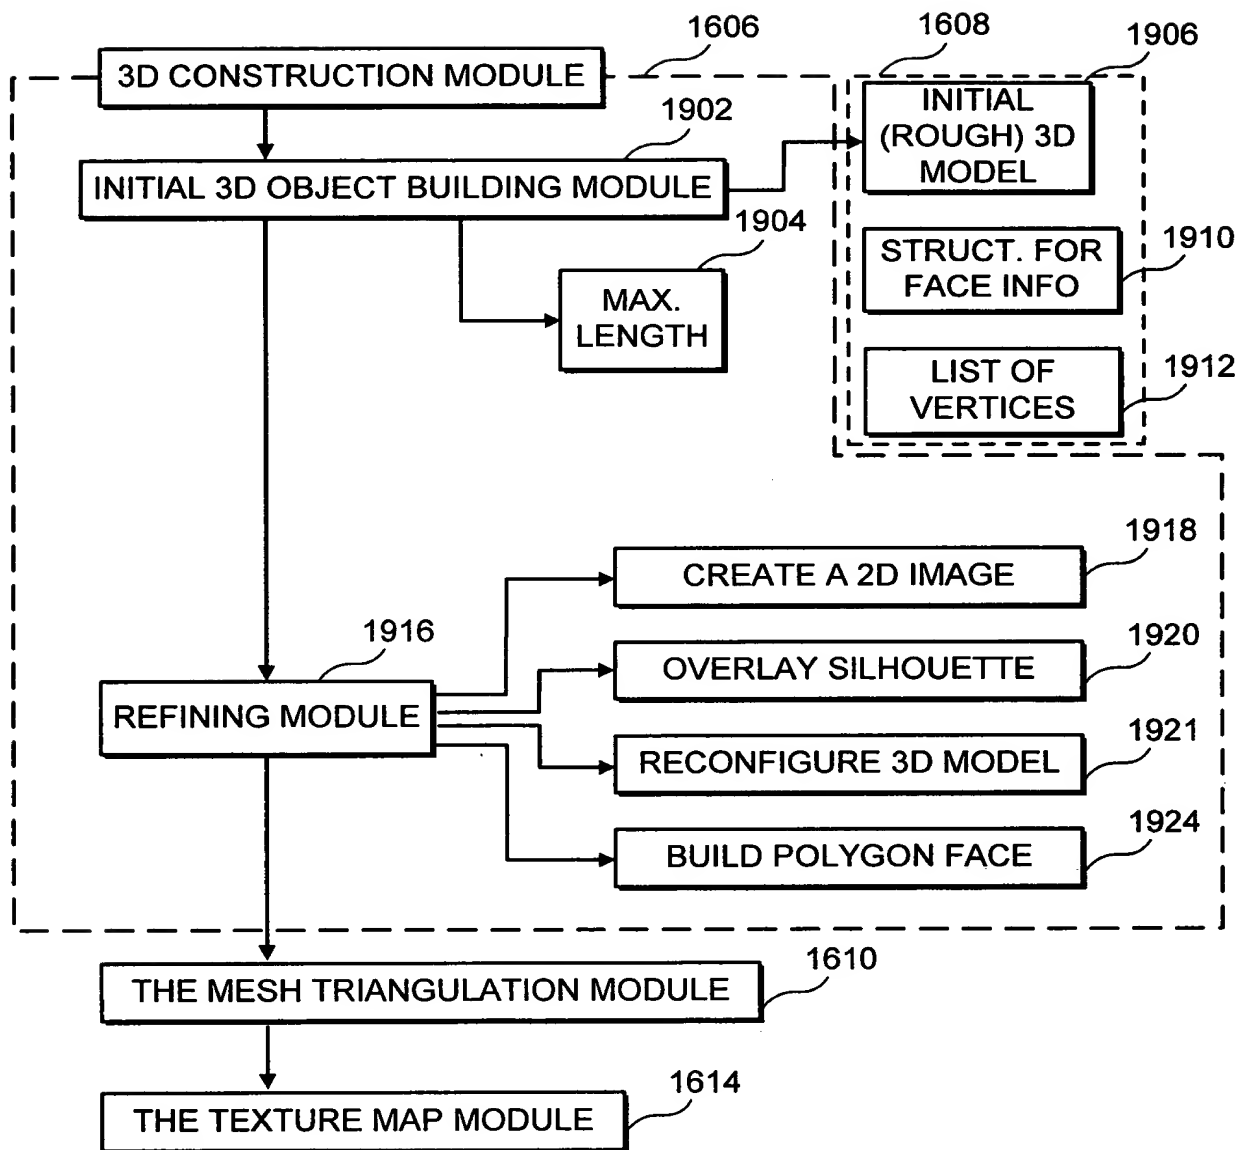 1606
1608
1906
3D CONSTRUCTION MODULE
INITIAL
(ROUGH) 3D
MODEL
1902
INITIAL 3D OBJECT BUILDING MODULE
1904
MAX.
LENGTH
1910
STRUCT. FOR
FACE INFO
1912
LIST OF
VERTICES
1918
CREATE A 2D IMAGE
1916
REFINING MODULE
1920
OVERLAY SILHOUETTE
1921
RECONFIGURE 3D MODEL
1924
BUILD POLYGON FACE
1610
THE MESH TRIANGULATION MODULE
1614
THE TEXTURE MAP MODULE